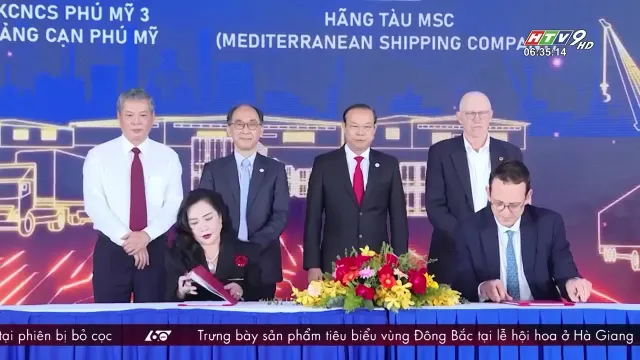 KCNCS PHÚ MỸ 3
CẢNG CẠN PHÚ MỸ
HÃNG TÀU MSC
(MEDITERRANEAN SHIPPING COMPA
HTV9 HD
06:35:14
tại phiên bị bỏ cọc
60
Trưng bày sản phẩm tiêu biểu vùng Đông Bắc tại lễ hội hoa ở Hà Giang